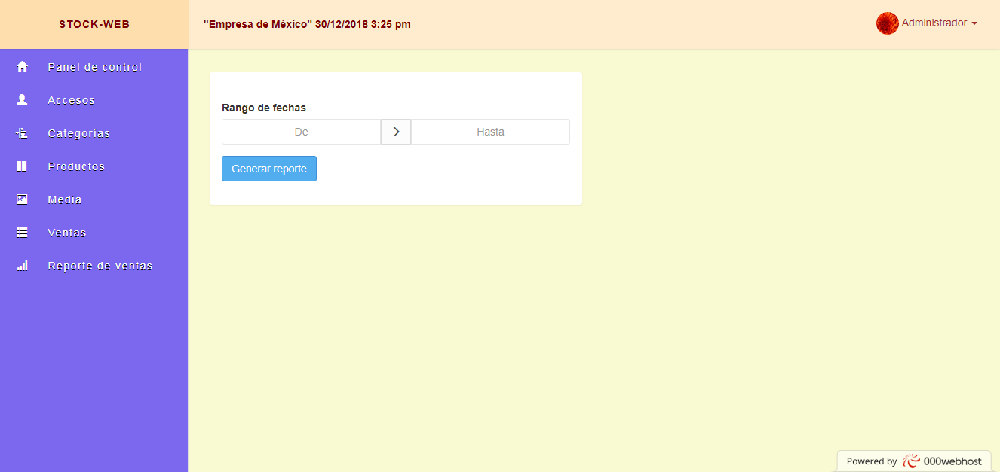 STOCK-WEB
"Empresa de México" 30/12/2018 3:25 pm
Administrador
Panel de control
Accesos
Categorías
Productos
Media
Ventas
Reporte de ventas
Rango de fechas
De
Hasta
Generar reporte
Powered by 000webhost